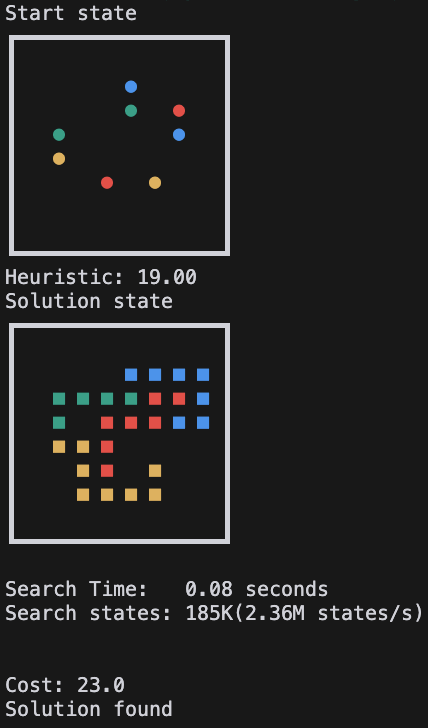 Start state
Heuristic: 19.00
Solution state
Search Time:   0.08 seconds
Search states: 185K(2.36M states/s)
Cost: 23.0
Solution found